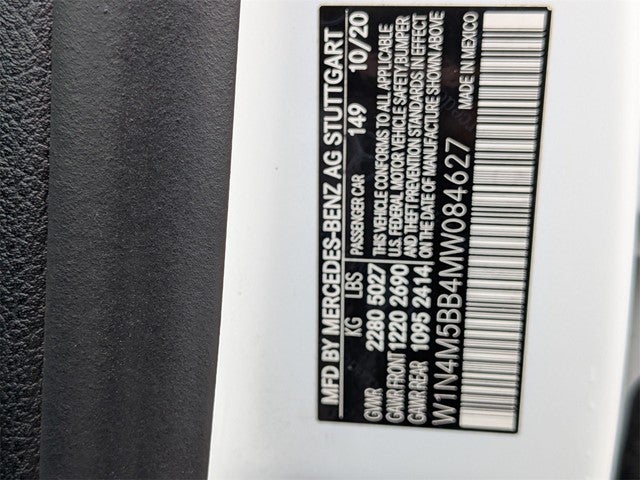 MFD BY MERCEDES-BENZ AG STUTTGART
KG LBS PASSENGER CAR 149 10/20
GWR 2280 5027 THIS VEHICLE CONFORMS TO ALL APPLICABLE
GAWR FRONT 1220 2690 U.S. FEDERAL MOTOR VEHICLE SAFETY BUMPER
GAWR REAR 1095 2414 AND THEFT PREVENTION STANDARDS IN EFFECT
ON THE DATE OF MANUFACTURE SHOWN ABOVE
W1N4M5BB4MW084627 MADE IN MEXICO